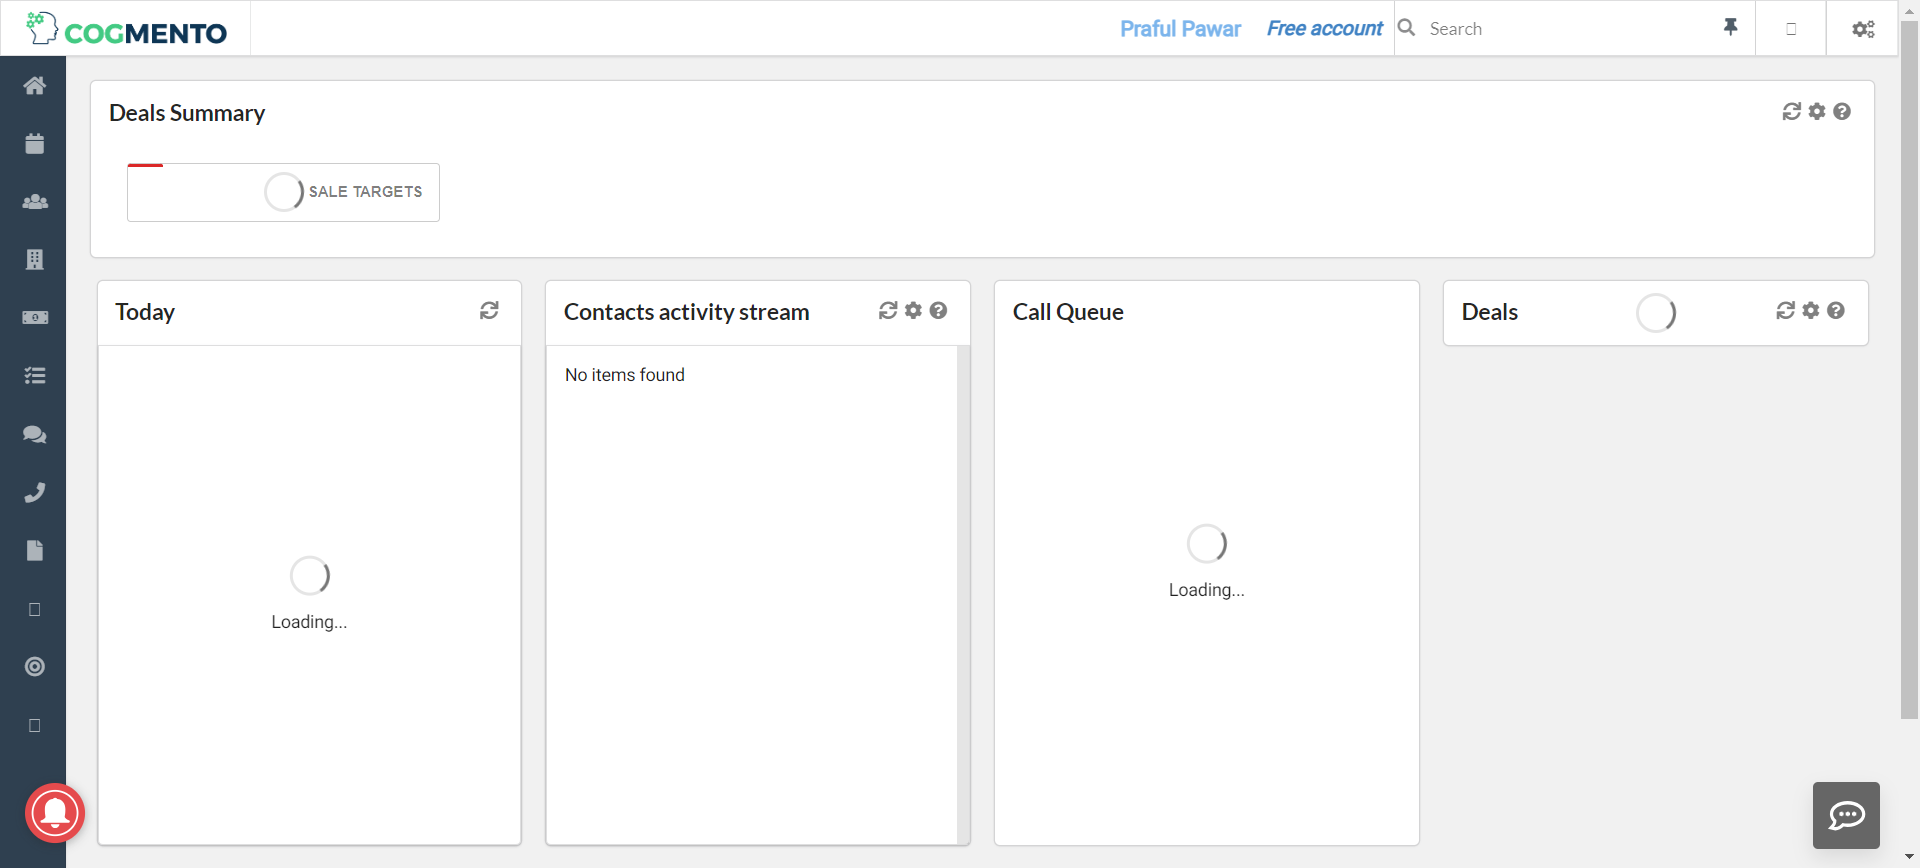 COGMENTO
Praful Pawar
Free account
Search
Deals Summary
SALE TARGETS
Today
Contacts activity stream
Call Queue
Deals
No items found
Loading...
Loading...